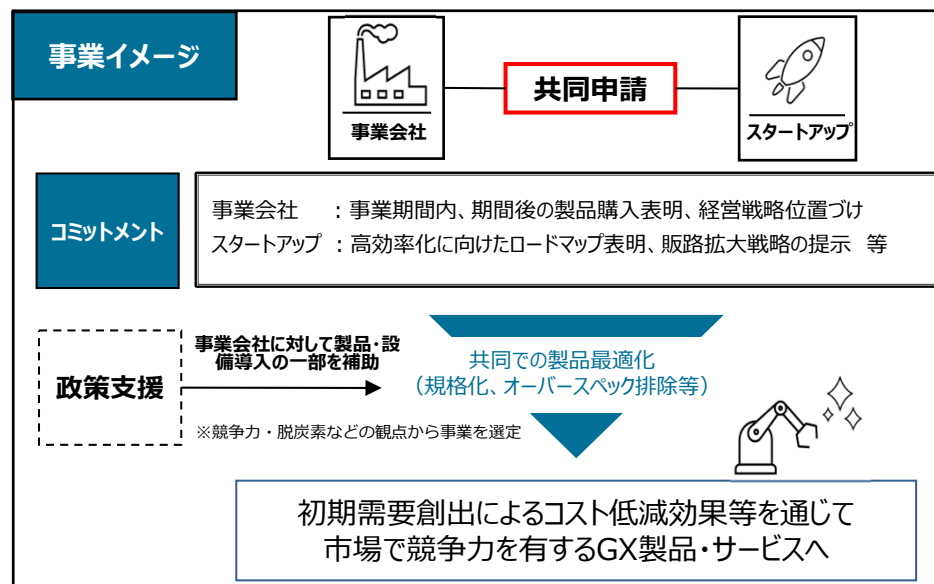 事業イメージ
事業会社
共同申請
スタートアップ
コミットメント
事業会社　：事業期間内、期間後の製品購入表明、経営戦略位置づけ
スタートアップ：高効率化に向けたロードマップ表明、販路拡大戦略の提示　等
政策支援
事業会社に対して製品・設
備導入の一部を補助
※競争力・脱炭素などの観点から事業を選定
共同での製品最適化
（規格化、オーバースペック排除等）
初期需要創出によるコスト低減効果等を通じて
市場で競争力を有するGX製品・サービスへ